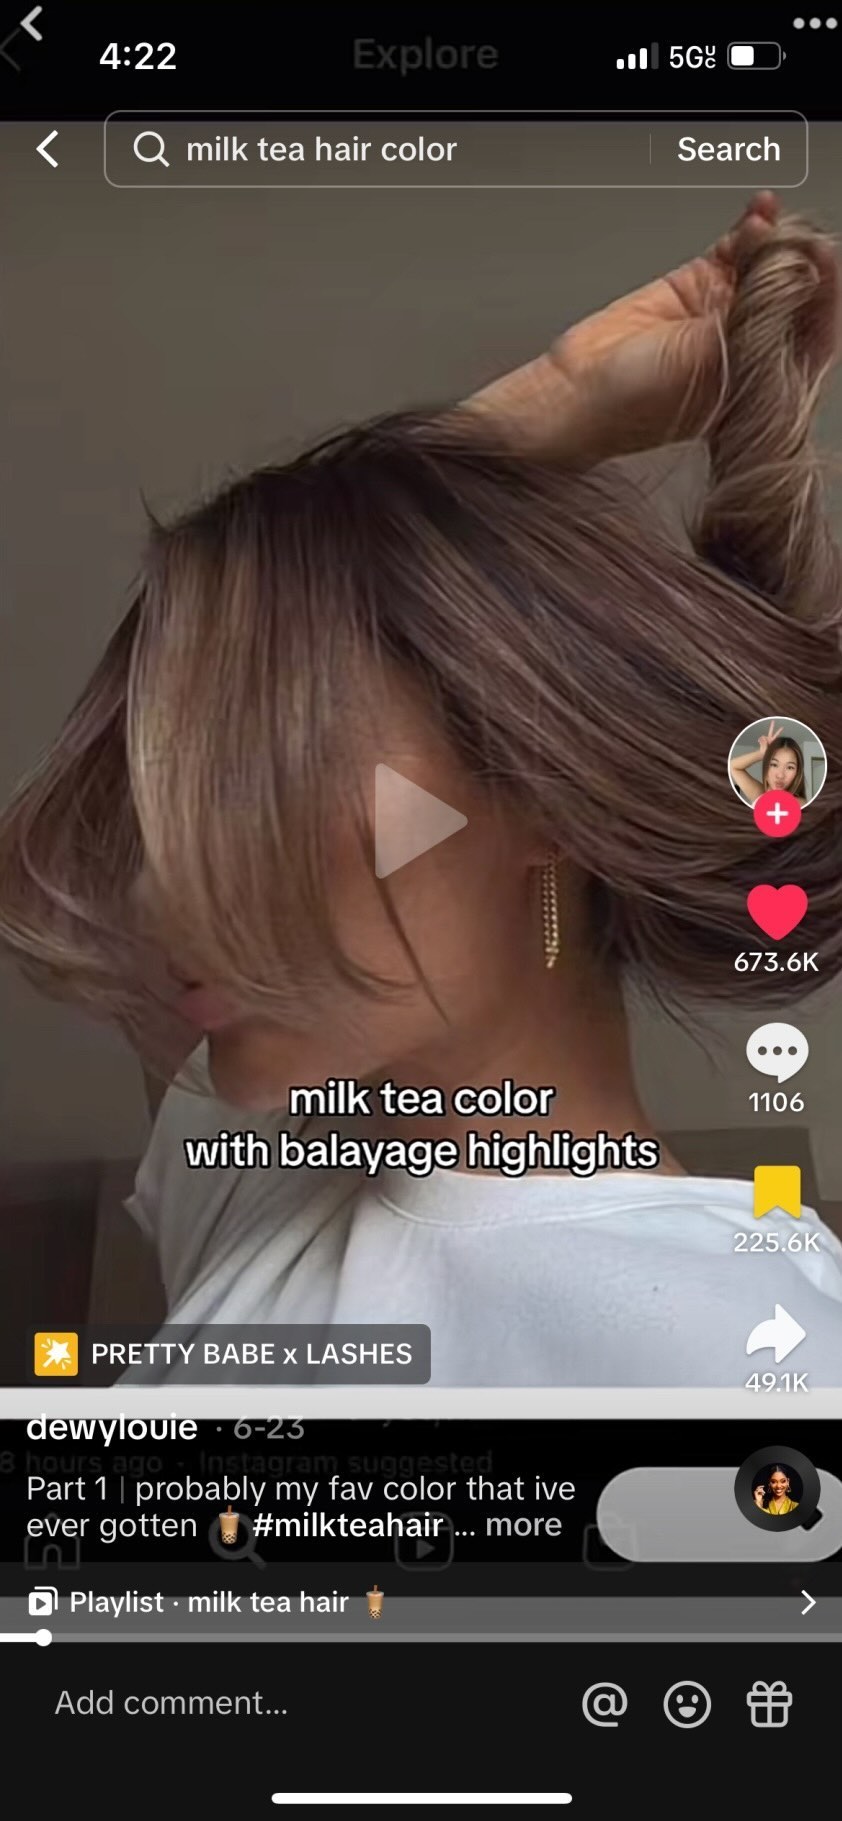 4:22
Explore
5G
milk tea hair color
Search
673.6K
1106
milk tea color
with balayage highlights
225.6K
49.1K
PRETTY BABE x LASHES
dewylouie · 6-23
8 hours ago · Instagram suggested
Part 1 | probably my fav color that ive
ever gotten 🧋 #milkteahair ... more
Playlist · milk tea hair 🧋
Add comment...